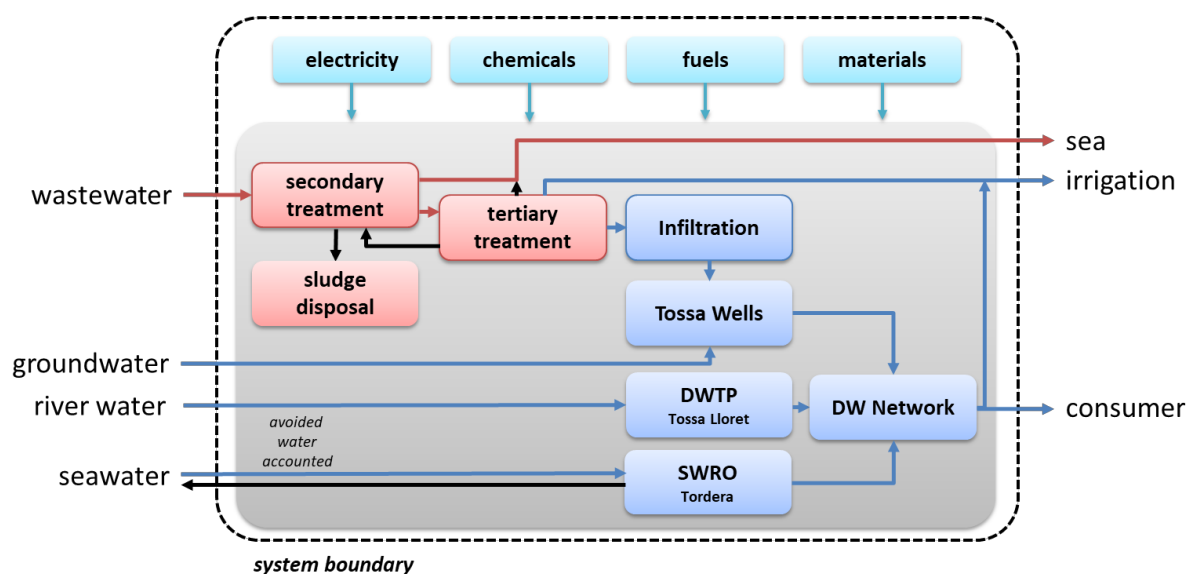 electricity
chemicals
fuels
materials
sea
irrigation
wastewater
secondary
treatment
tertiary
treatment
Infiltration
sludge
disposal
Tossa Wells
groundwater
river water
DWTP
Tossa Lloret
DW Network
consumer
avoided
water
accounted
seawater
SWRO
Tordera
system boundary